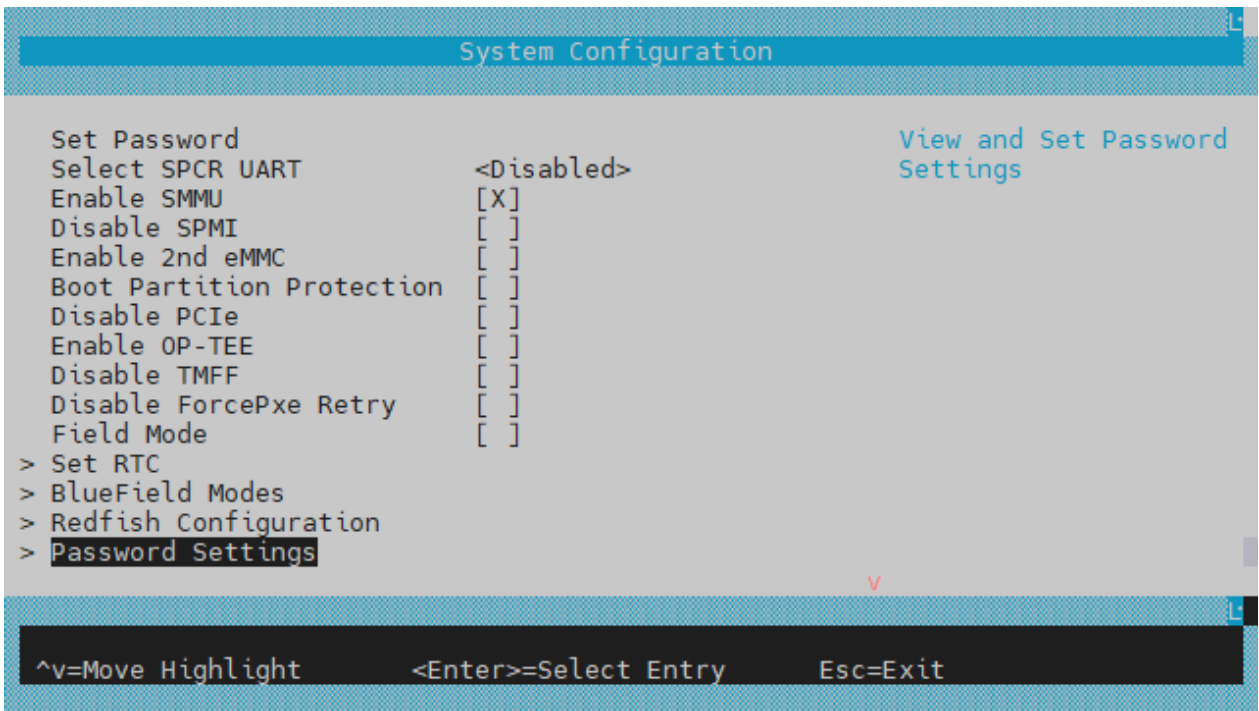 System Configuration
Set Password
Select SPCR UART <Disabled>
Enable SMMU [X]
Disable SPMI [ ]
Enable 2nd eMMC [ ]
Boot Partition Protection [ ]
Disable PCIe [ ]
Enable OP-TEE [ ]
Disable TMFF [ ]
Disable ForcePxe Retry [ ]
Field Mode [ ]
> Set RTC
> BlueField Modes
> Redfish Configuration
> Password Settings
View and Set Password
Settings
v
^v=Move Highlight <Enter>=Select Entry Esc=Exit